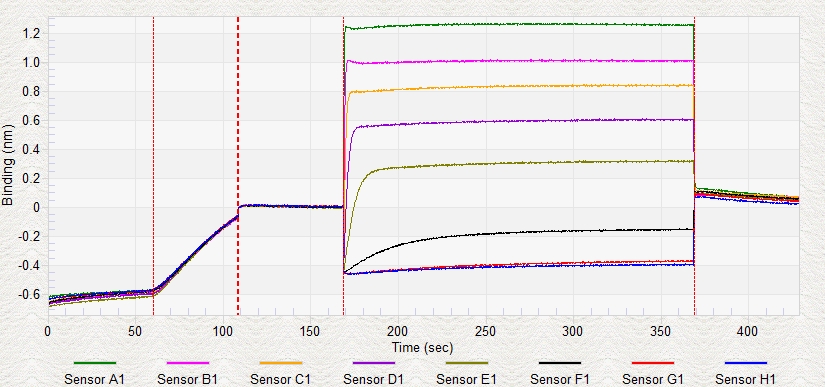 1.2
1.0
0.8
0.6
0.4
0.2
0
-0.2
-0.4
-0.6
Binding (nm)
0 50 100 150 200 250 300 350 400
Time (sec)
Sensor A1 Sensor B1 Sensor C1 Sensor D1 Sensor E1 Sensor F1 Sensor G1 Sensor H1